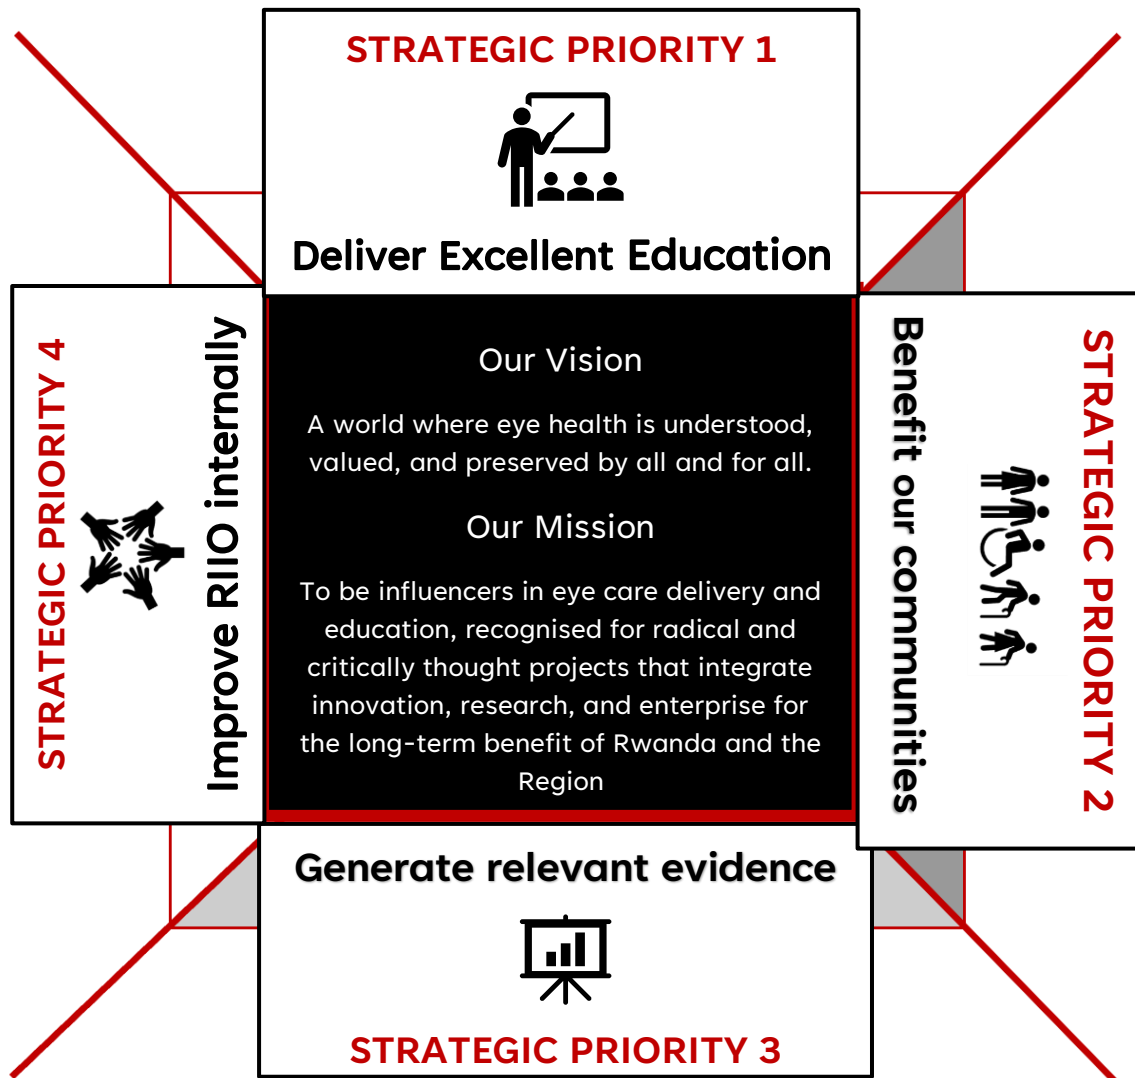 STRATEGIC PRIORITY 1
Deliver Excellent Education
STRATEGIC PRIORITY 4
Improve RIIO internally
Our Vision
A world where eye health is understood,
valued, and preserved by all and for all.
Our Mission
To be influencers in eye care delivery and
education, recognised for radical and
critically thought projects that integrate
innovation, research, and enterprise for
the long-term benefit of Rwanda and the
Region
Benefit our communities
STRATEGIC PRIORITY 2
Generate relevant evidence
STRATEGIC PRIORITY 3